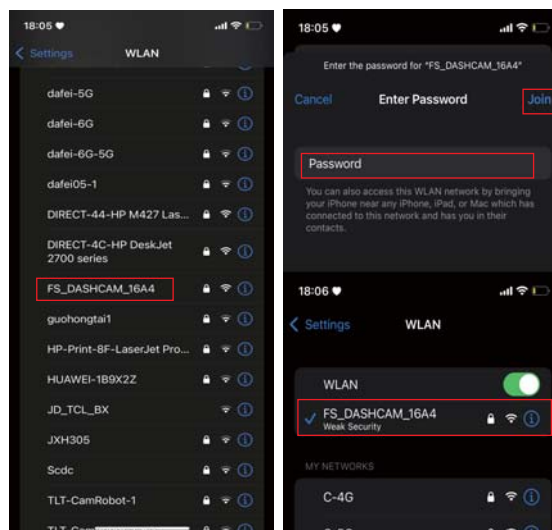 18:05
Settings
WLAN
dafei-5G
dafei-6G
dafei-6G-5G
dafei05-1
DIRECT-44-HP M427 Las...
DIRECT-4C-HP DeskJet
2700 series
FS_DASHCAM_16A4
guohongtai1
HP-Print-8F-LaserJet Pro...
HUAWEI-1B9X2Z
JD_TCL_BX
JXH305
Scdc
TLT-CamRobot-1
18:05
Enter the password for "FS_DASHCAM_16A4"
Cancel
Enter Password
Join
Password
You can also access this WLAN network by bringing
your iPhone near any iPhone, iPad, or Mac which has
connected to this network and has you in their
contacts.
18:06
Settings
WLAN
WLAN
FS_DASHCAM_16A4
Weak Security
MY NETWORKS
C-4G